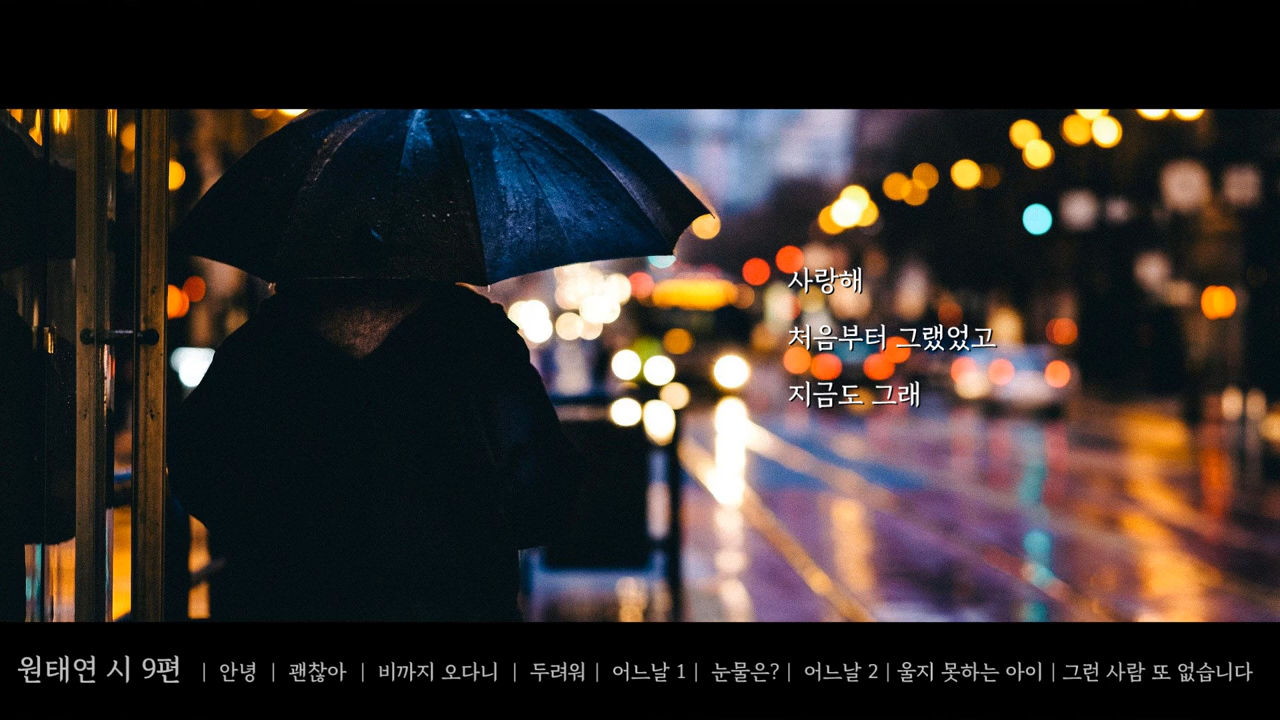 사랑해
처음부터 그랬었고
지금도 그래
원태연 시 9편 | 안녕 | 괜찮아 | 비까지 오다니 | 두려워 | 어느날 1 | 눈물은? | 어느날 2 | 울지 못하는 아이 | 그런 사람 또 없습니다